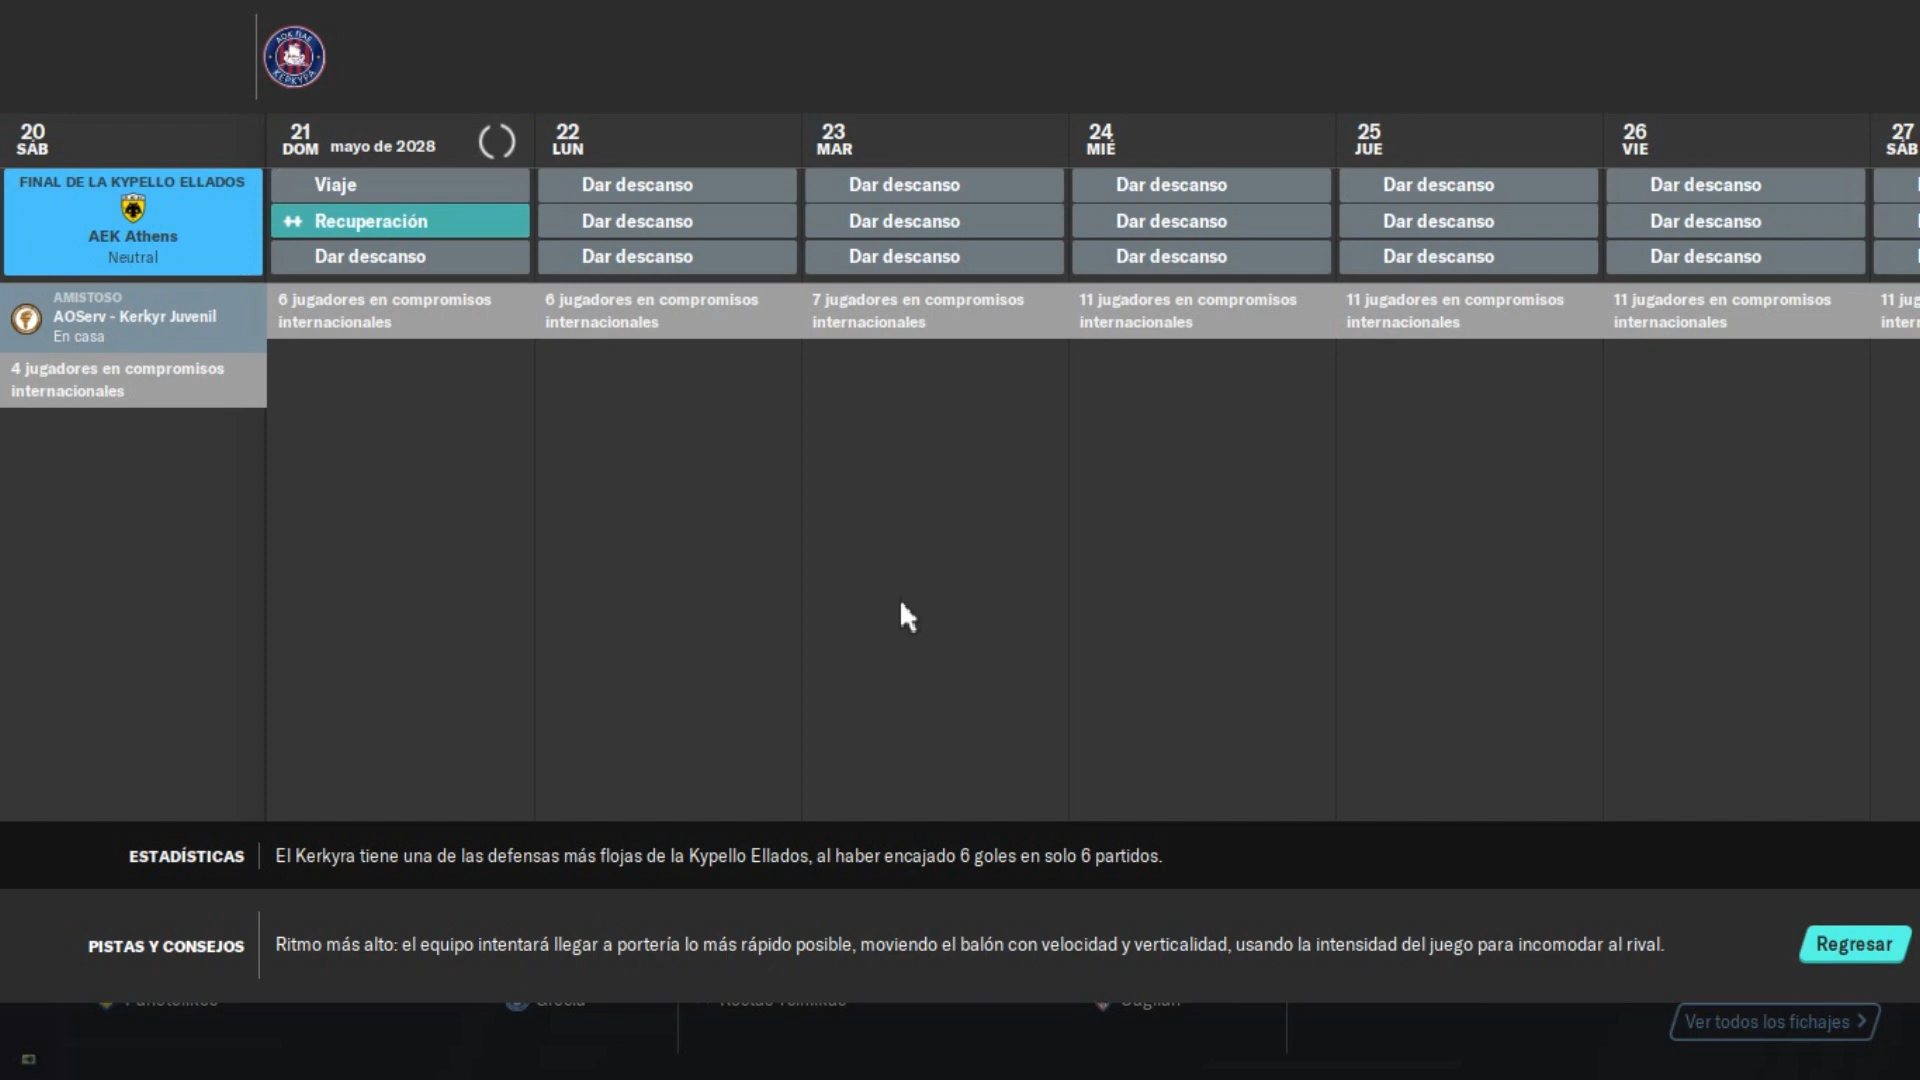 ΑΟΚ ΠΑΕ
ΚΕΡΚΥΡΑ
20
SÁB
21
DOM mayo de 2028
22
LUN
23
MAR
24
MIÉ
25
JUE
26
VIE
27
SÁB
FINAL DE LA KYPELLO ELLADOS
AEK Athens
Neutral
AMISTOSO
AOServ - Kerkyr Juvenil
En casa
4 jugadores en compromisos
internacionales
Viaje
Recuperación
Dar descanso
6 jugadores en compromisos
internacionales
Dar descanso
Dar descanso
Dar descanso
6 jugadores en compromisos
internacionales
Dar descanso
Dar descanso
Dar descanso
7 jugadores en compromisos
internacionales
Dar descanso
Dar descanso
Dar descanso
11 jugadores en compromisos
internacionales
Dar descanso
Dar descanso
Dar descanso
11 jugadores en compromisos
internacionales
Dar descanso
Dar descanso
Dar descanso
11 jugadores en compromisos
internacionales
11 jug
inter
ESTADÍSTICAS
El Kerkyra tiene una de las defensas más flojas de la Kypello Ellados, al haber encajado 6 goles en solo 6 partidos.
PISTAS Y CONSEJOS
Ritmo más alto: el equipo intentará llegar a portería lo más rápido posible, moviendo el balón con velocidad y verticalidad, usando la intensidad del juego para incomodar al rival.
Regresar
Ver todos los fichajes